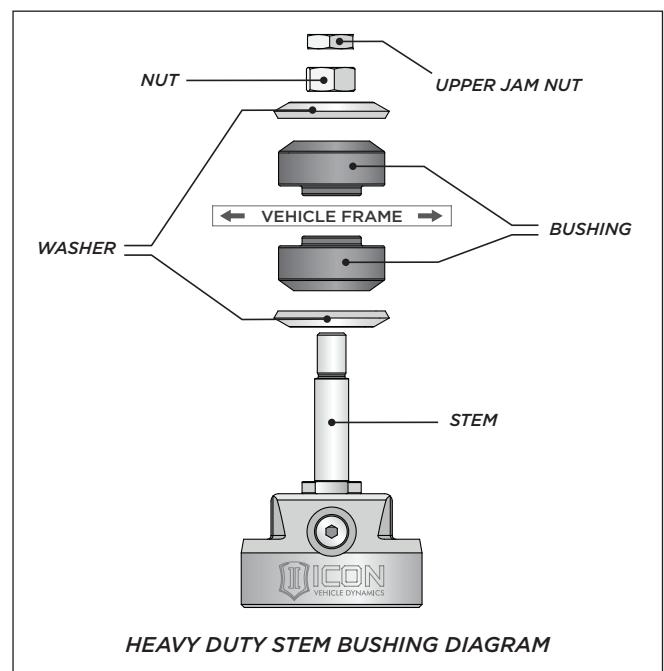 UPPER JAM NUT
NUT
VEHICLE FRAME
WASHER
BUSHING
STEM
ICON
VEHICLE DYNAMICS
HEAVY DUTY STEM BUSHING DIAGRAM